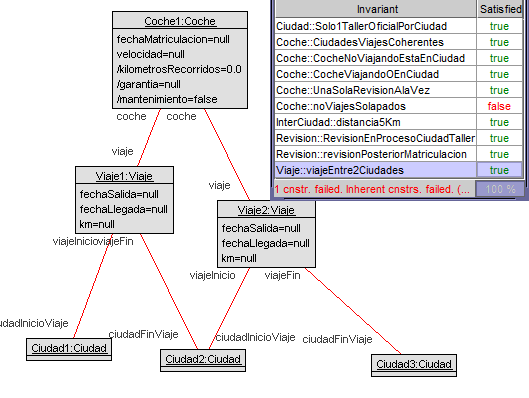 Coche1:Coche
fechaMatriculacion=null
velocidad=null
/kilometrosRecorridos=0.0
/garantia=null
/mantenimiento=false
coche
coche
Invariant
Satisfied
Ciudad::Solo1TallerOficialPorCiudad
true
Coche::CiudadesViajesCoherentes
true
Coche::CocheNoViajandoEstaEnCiudad
true
Coche::CocheViajandoOEnCiudad
true
Coche::UnaSolaRevisionALaVez
true
Coche::noViajesSolapados
false
InterCiudad::distancia5Km
true
Revision::RevisionEnProcesoCiudadTaller
true
Revision::revisionPosteriorMatriculacion
true
Viaje::viajeEntre2Ciudades
true
1 cnstr. failed. Inherent cnstrs. failed. (...
100 %
viaje
viaje
Viaje1:Viaje
fechaSalida=null
fechaLlegada=null
km=null
viajeInicioviajeFin
Viaje2:Viaje
fechaSalida=null
fechaLlegada=null
km=null
viajeInicio
viajeFin
iudadInicioViaje
ciudadFinViaje
ciudadInicioViaje
ciudadFinViaje
Ciudad1:Ciudad
Ciudad2:Ciudad
Ciudad3:Ciudad